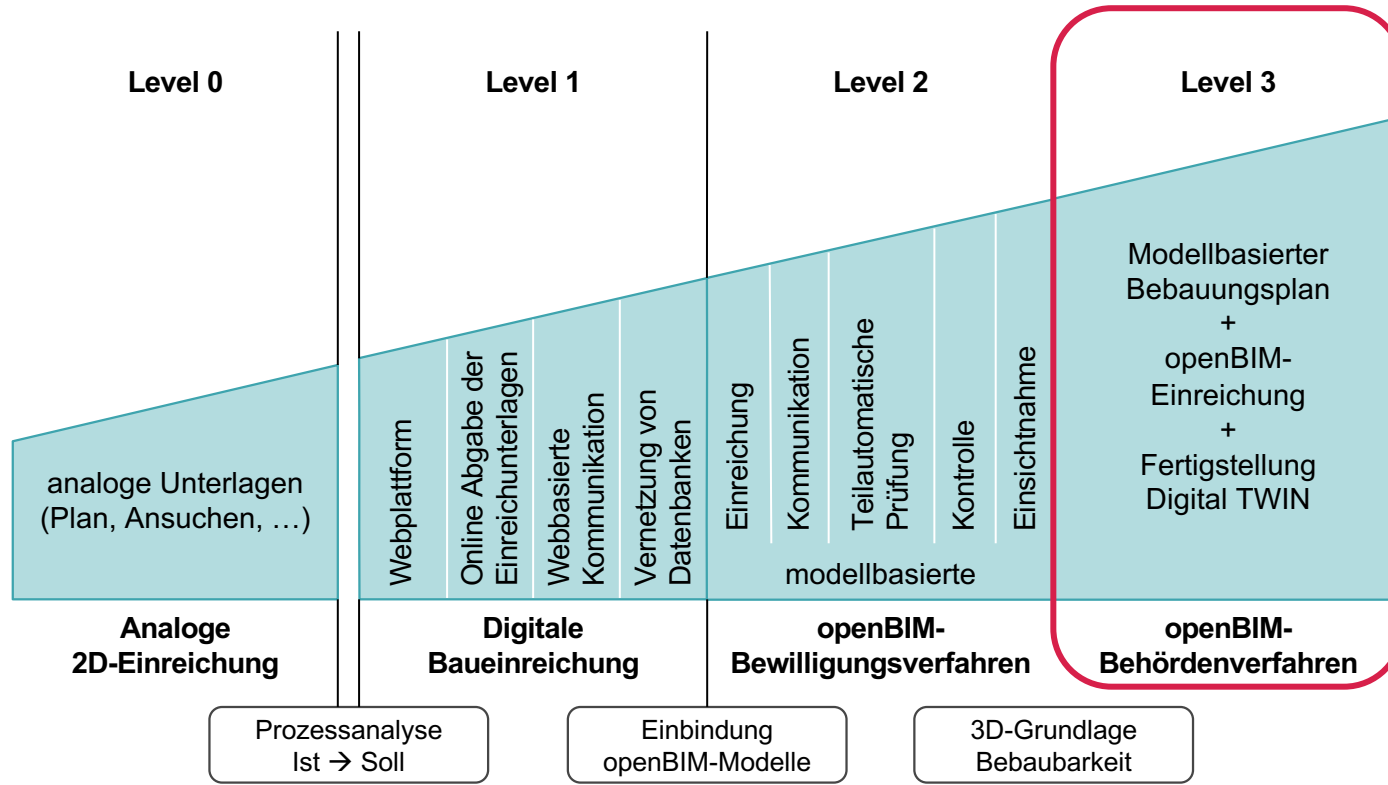 Level 0
Level 1
Level 2
Level 3
analoge Unterlagen
(Plan, Ansuchen, …)
Webplattform
Online Abgabe der
Einreichunterlagen
Webbasierte
Kommunikation
Vernetzung von
Datenbanken
Einreichung
Kommunikation
Teilautomatische
Prüfung
Kontrolle
Einsichtnahme
modellbasierte
Modellbasierter
Bebauungsplan
+
openBIM-
Einreichung
+
Fertigstellung
Digital TWIN
Analoge
2D-Einreichung
Digitale
Baueinreichung
openBIM-
Bewilligungsverfahren
openBIM-
Behördenverfahren
Prozessanalyse
Ist → Soll
Einbindung
openBIM-Modelle
3D-Grundlage
Bebaubarkeit